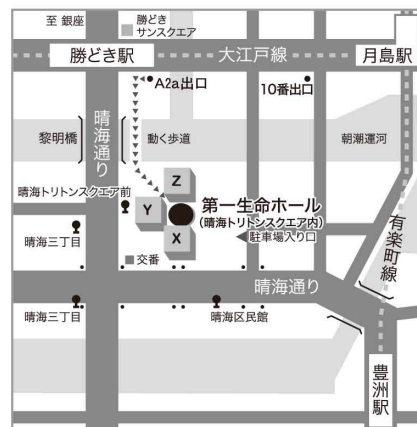 至 銀座
勝どき
サンスクエア
勝どき駅
大江戸線
月島駅
A2a出口
10番出口
晴海通り
黎明橋
動く歩道
朝潮運河
Z
晴海トリトンスクエア前
Y
第一生命ホール
(晴海トリトンスクエア内)
X
駐車場入り口
晴海三丁目
有楽町線
交番
晴海通り
晴海三丁目
晴海区民館
豊洲駅